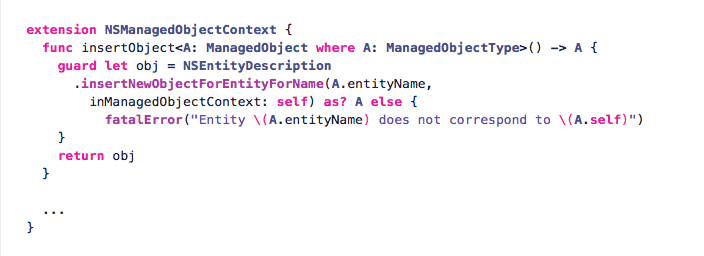 extension NSManagedObjectContext {
  func insertObject<A: ManagedObject where A: ManagedObjectType>() -> A {
    guard let obj = NSEntityDescription
      .insertNewObjectForEntityForName(A.entityName,
        inManagedObjectContext: self) as? A else {
          fatalError("Entity \(A.entityName) does not correspond to \(A.self)")
    }
    return obj
  }

  ...
}